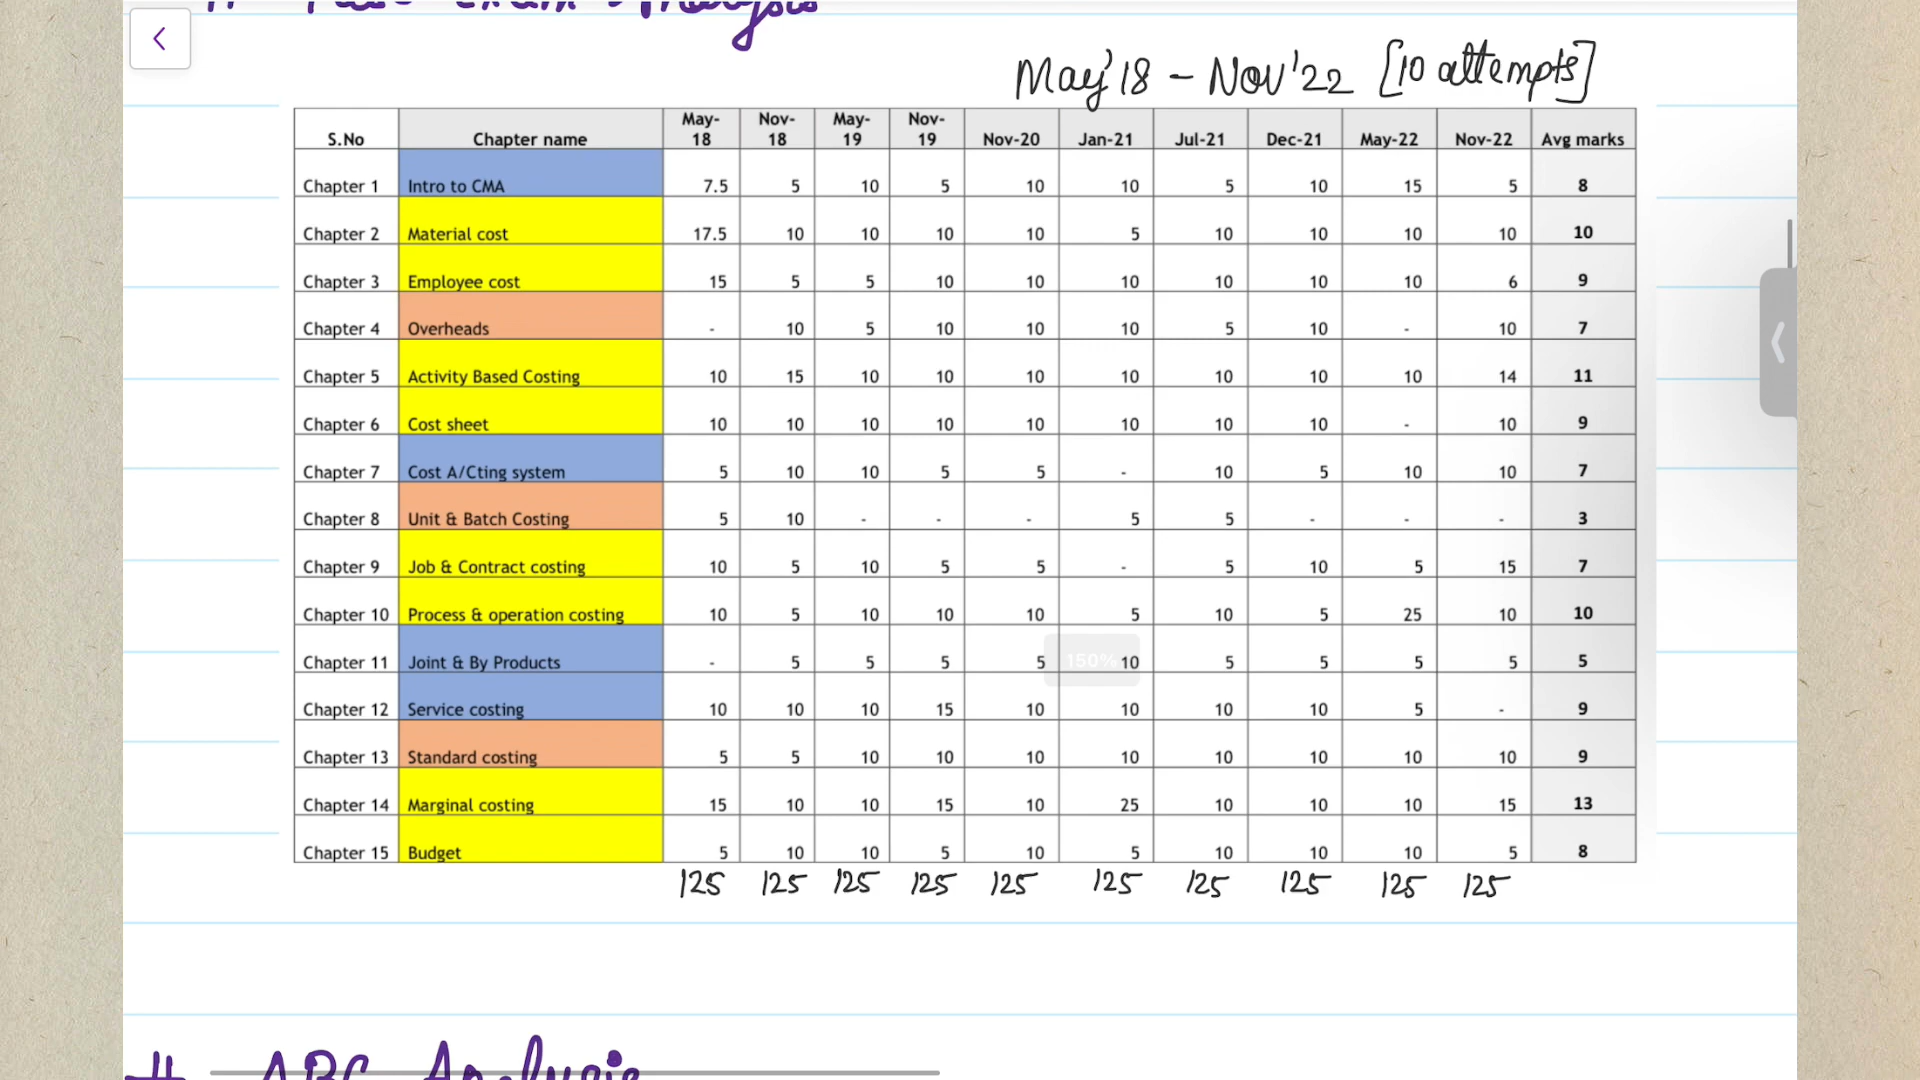 # Past Exam Analysis
May'18 - Nov'22 [10 attempts]
S.No Chapter name May-18 Nov-18 May-19 Nov-19 Nov-20 Jan-21 Jul-21 Dec-21 May-22 Nov-22 Avg marks
Chapter 1 Intro to CMA 7.5 5 10 5 10 10 5 10 15 5 8
Chapter 2 Material cost 17.5 10 10 10 10 5 10 10 10 10 10
Chapter 3 Employee cost 15 5 5 10 10 10 10 10 10 6 9
Chapter 4 Overheads - 10 5 10 10 10 5 10 - 10 7
Chapter 5 Activity Based Costing 10 15 10 10 10 10 10 10 10 14 11
Chapter 6 Cost sheet 10 10 10 10 10 10 10 10 - 10 9
Chapter 7 Cost A/Cting system 5 10 10 5 5 - 10 5 10 10 7
Chapter 8 Unit & Batch Costing 5 10 - - - 5 5 - - - 3
Chapter 9 Job & Contract costing 10 5 10 5 5 - 5 10 5 15 7
Chapter 10 Process & operation costing 10 5 10 10 10 5 10 5 25 10 10
Chapter 11 Joint & By Products - 5 5 5 5 10 5 5 5 5 5
150%
Chapter 12 Service costing 10 10 10 15 10 10 10 10 5 - 9
Chapter 13 Standard costing 5 5 10 10 10 10 10 10 10 10 9
Chapter 14 Marginal costing 15 10 10 15 10 25 10 10 10 15 13
Chapter 15 Budget 5 10 10 5 10 5 10 10 10 5 8
125 125 125 125 125 125 125 125 125 125
# ABC Analysis